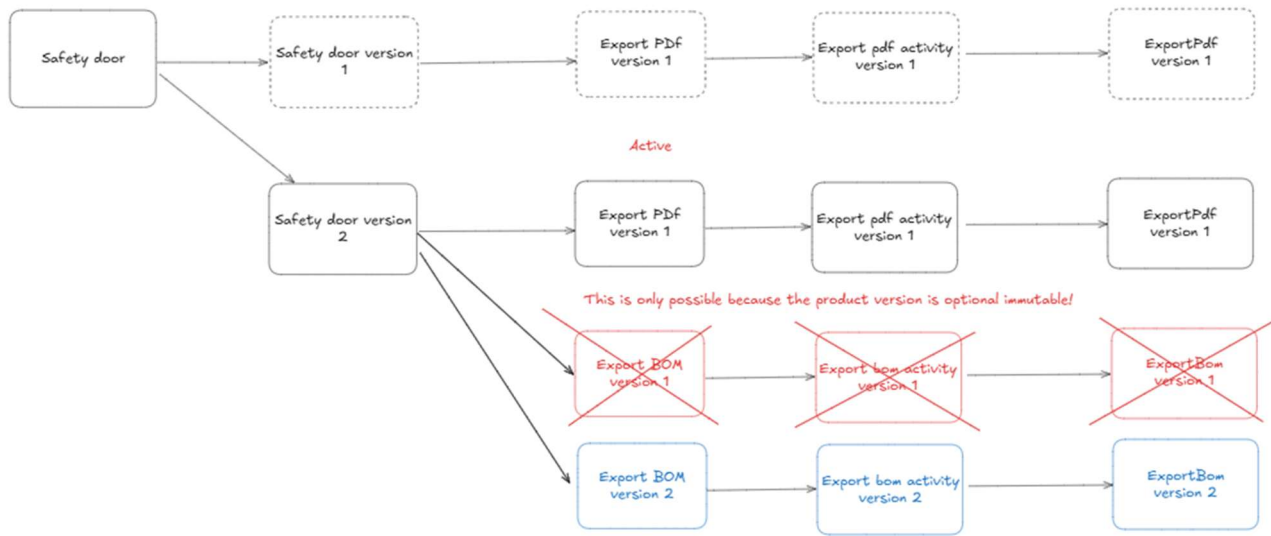 Safety door
Safety door version
1
Export PDf
version 1
Export pdf activity
version 1
ExportPdf
version 1
Active
Safety door version
2
Export PDf
version 1
Export pdf activity
version 1
ExportPdf
version 1
This is only possible because the product version is optional immutable!
Export BOM
version 1
Export bom activity
version 1
ExportBom
version 1
Export BOM
version 2
Export bom activity
version 2
ExportBom
version 2